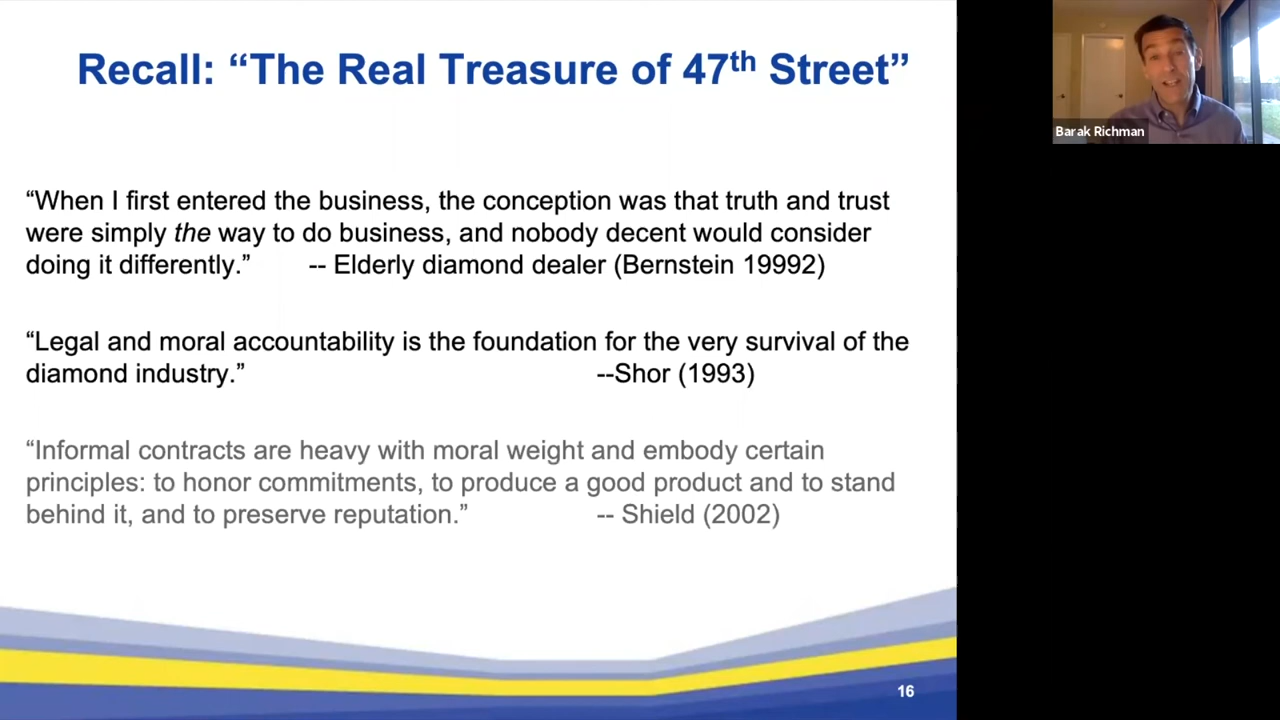 Recall: “The Real Treasure of 47th Street”
“When I first entered the business, the conception was that truth and trust
were simply the way to do business, and nobody decent would consider
doing it differently.” -- Elderly diamond dealer (Bernstein 19992)
“Legal and moral accountability is the foundation for the very survival of the
diamond industry.” --Shor (1993)
“Informal contracts are heavy with moral weight and embody certain
principles: to honor commitments, to produce a good product and to stand
behind it, and to preserve reputation.” -- Shield (2002)
16
Barak Richman